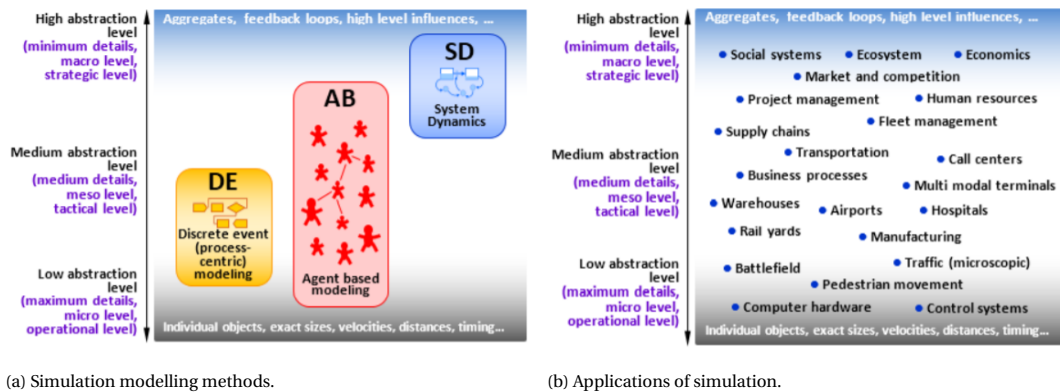 High abstraction
level
(minimum details,
macro level,
strategic level)
Medium abstraction
level
(medium details,
meso level,
tactical level)
Low abstraction
level
(maximum details,
micro level,
operational level)
Aggregates, feedback loops, high level influences, ...
SD
System
Dynamics
AB
Agent based
modeling
DE
Discrete event
(process-
centric)
modeling
Individual objects, exact sizes, velocities, distances, timing...
(a) Simulation modelling methods.
High abstraction
level
(minimum details,
macro level,
strategic level)
Medium abstraction
level
(medium details,
meso level,
tactical level)
Low abstraction
level
(maximum details,
micro level,
operational level)
Aggregates, feedback loops, high level influences, ...
Social systems
Ecosystem
Economics
Market and competition
Project management
Human resources
Fleet management
Supply chains
Transportation
Call centers
Business processes
Multi modal terminals
Warehouses
Airports
Hospitals
Rail yards
Manufacturing
Battlefield
Traffic (microscopic)
Pedestrian movement
Computer hardware
Control systems
Individual objects, exact sizes, velocities, distances, timing...
(b) Applications of simulation.